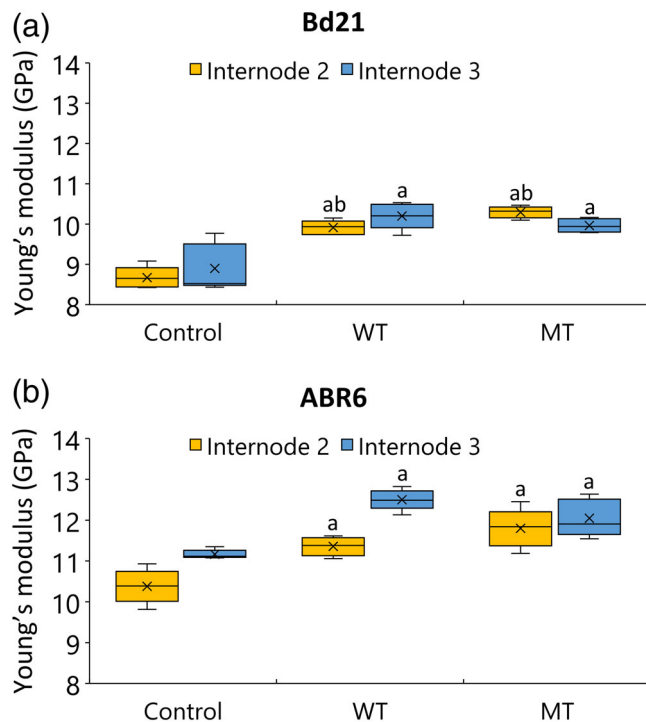 (a)
Bd21
Internode 2 Internode 3
Young's modulus (GPa)
14
13
12
11
10
9
8
ab a ab a
Control WT MT
(b)
ABR6
Internode 2 Internode 3
Young's modulus (GPa)
14
13
12
11
10
9
8
a a a a
Control WT MT